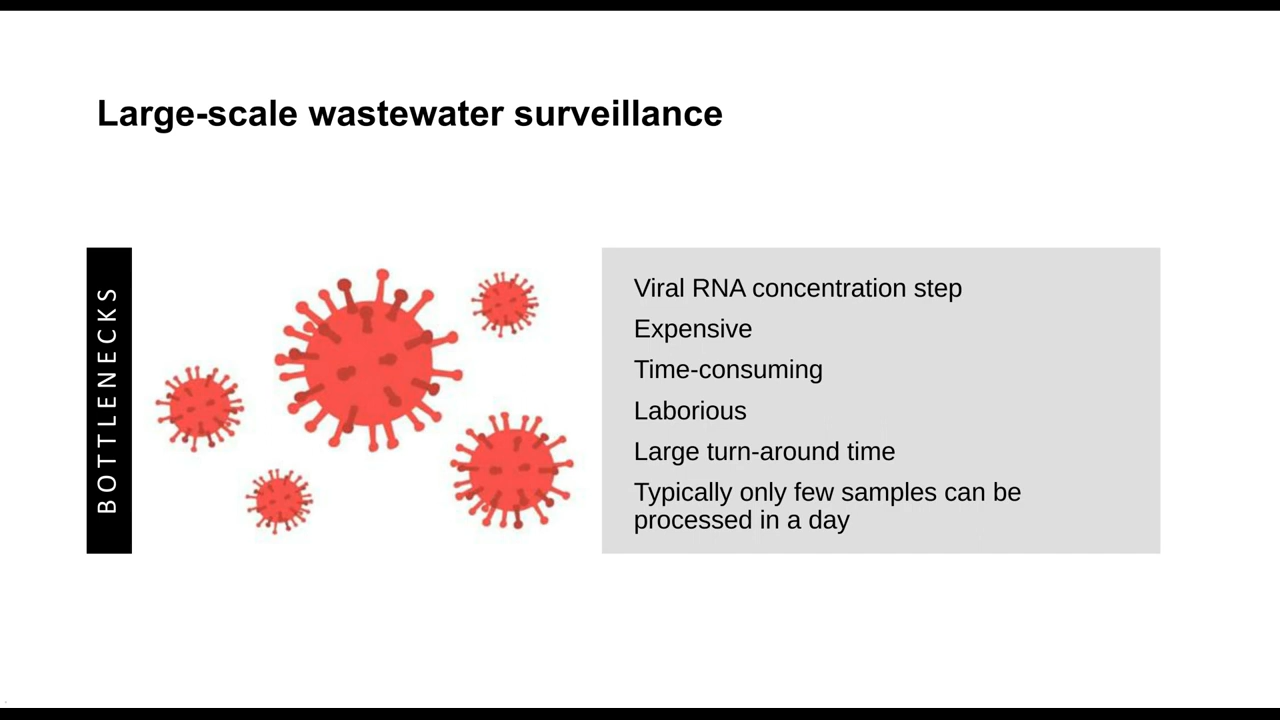 Large-scale wastewater surveillance
BOTTLENECKS
Viral RNA concentration step
Expensive
Time-consuming
Laborious
Large turn-around time
Typically only few samples can be
processed in a day